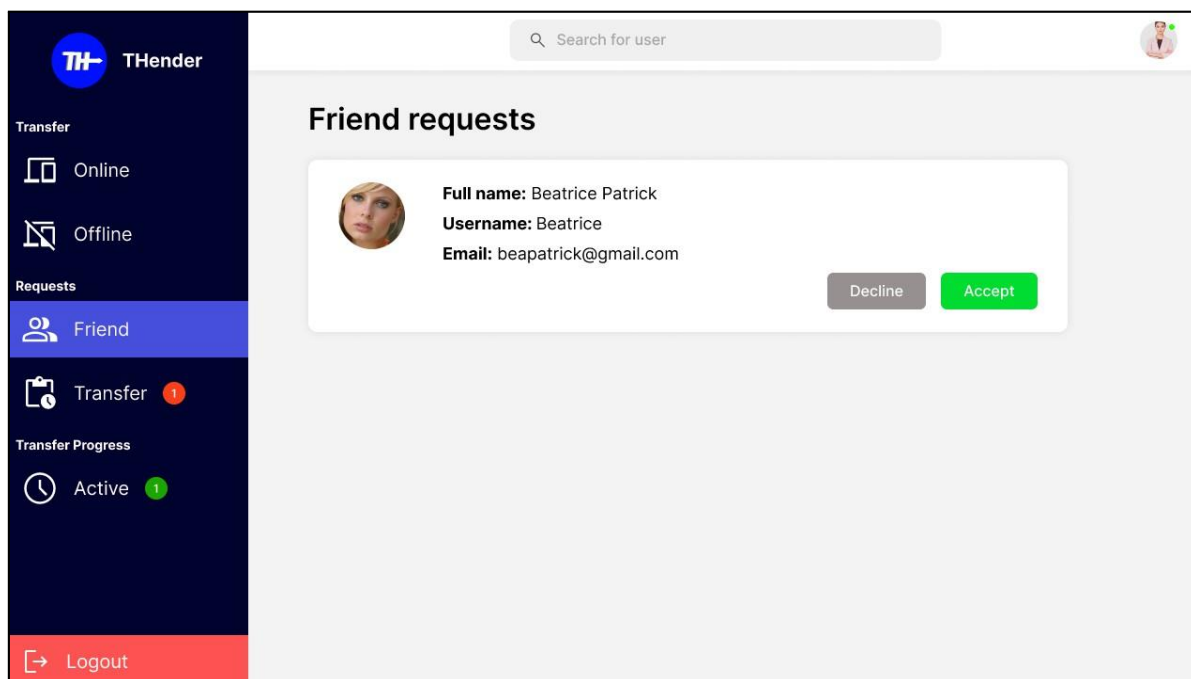 TH
THender
Search for user
Transfer
Online
Offline
Requests
Friend
Transfer 1
Transfer Progress
Active 1
Logout
Friend requests
Full name: Beatrice Patrick
Username: Beatrice
Email: beapatrick@gmail.com
Decline Accept